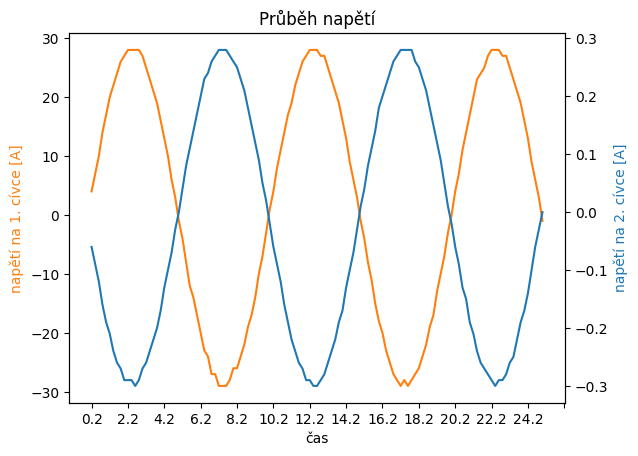 Průběh napětí
30
20
10
0
−10
−20
−30
napětí na 1. cívce [A]
0.3
0.2
0.1
0.0
−0.1
−0.2
−0.3
napětí na 2. cívce [A]
0.2 2.2 4.2 6.2 8.2 10.2 12.2 14.2 16.2 18.2 20.2 22.2 24.2
čas